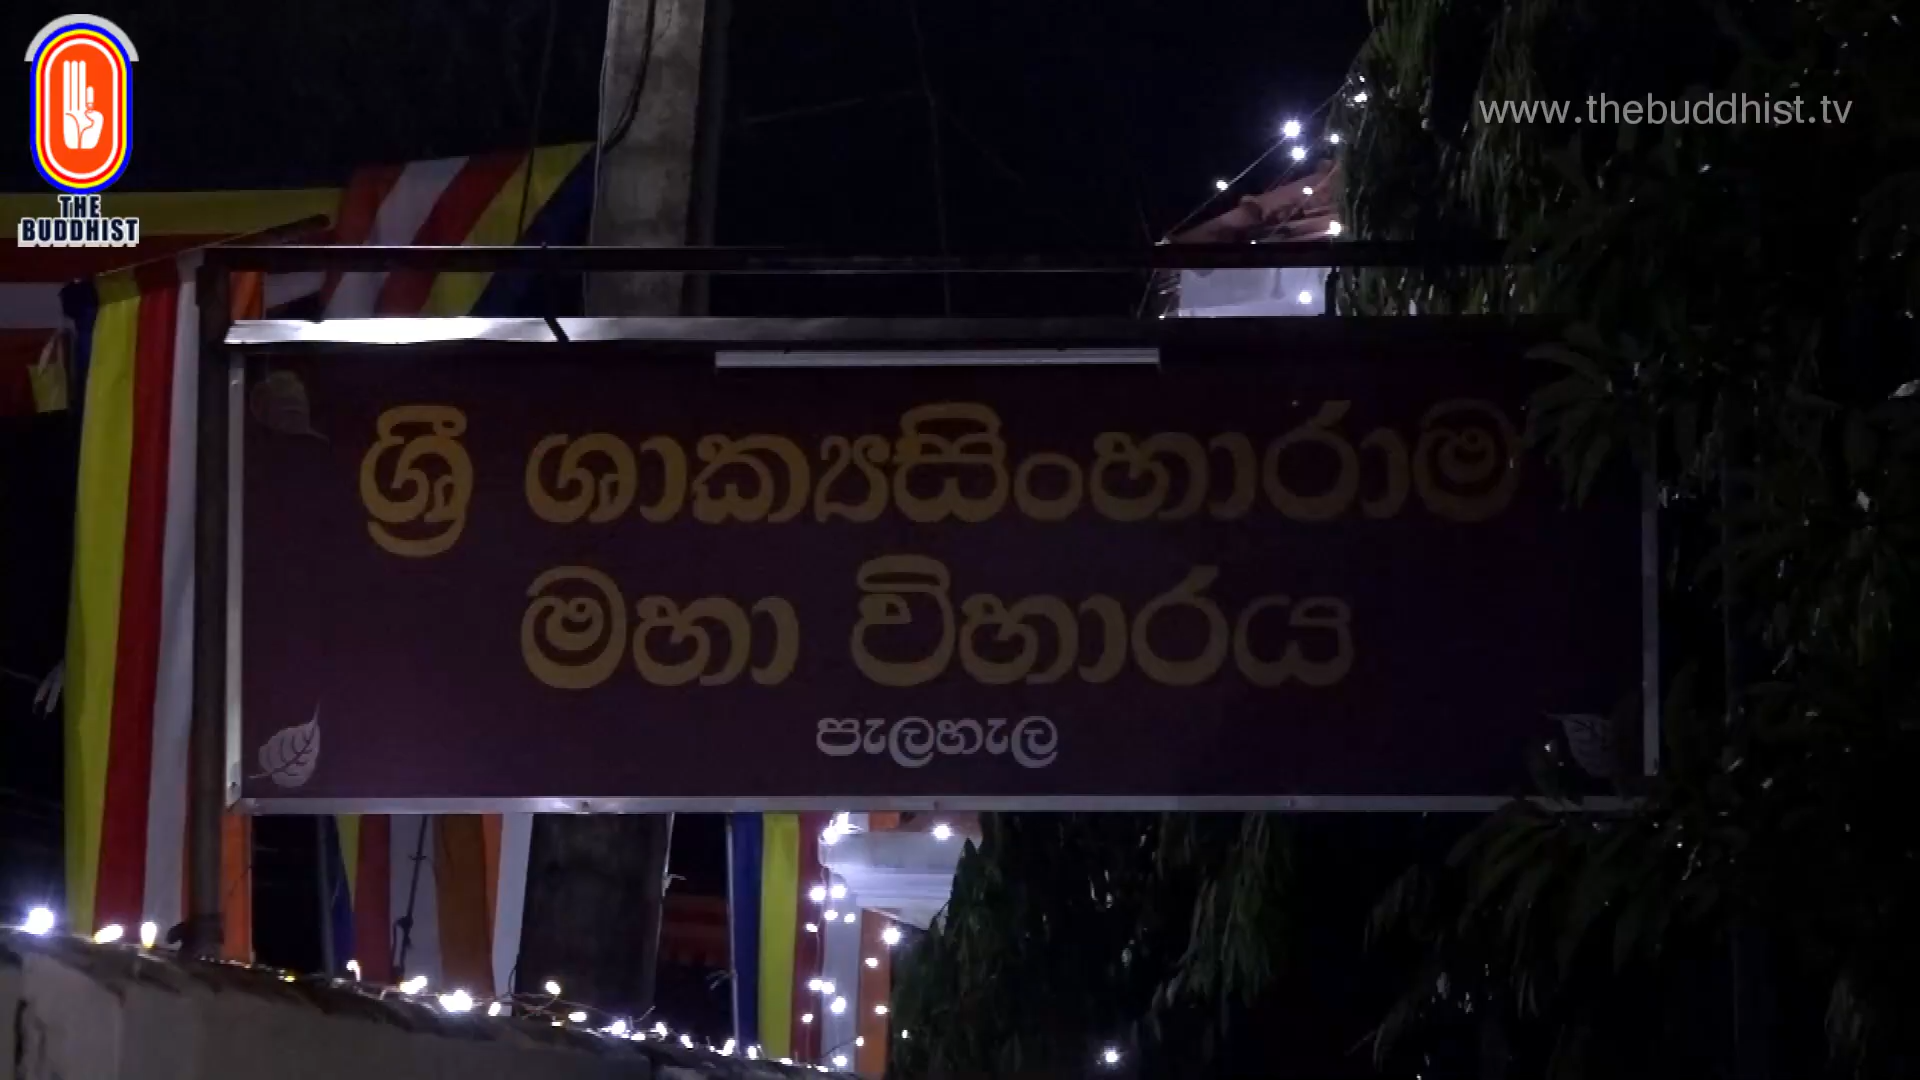 THE
BUDDHIST
www.thebuddhist.tv
ශ්‍රී ශාක්‍යසිංහාරාම
මහා විහාරය
පැලහැල